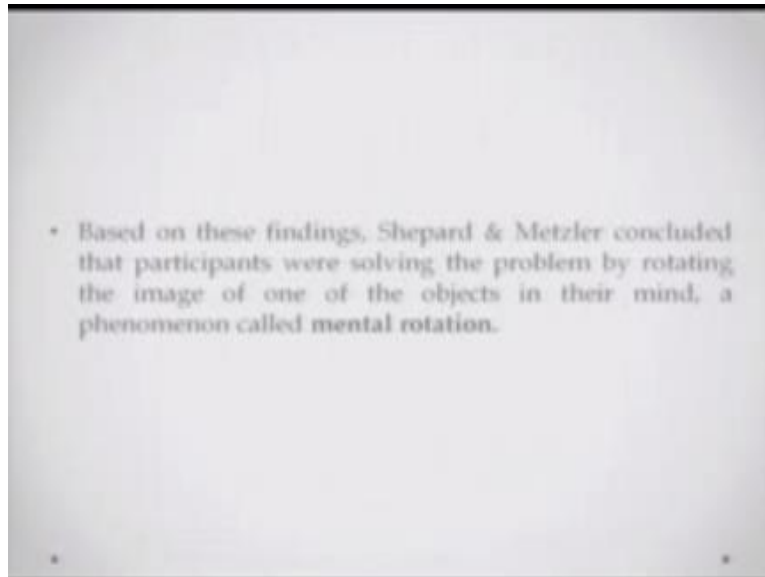 • Based on these findings, Shepard & Metzler concluded
that participants were solving the problem by rotating
the image of one of the objects in their mind, a
phenomenon called mental rotation.